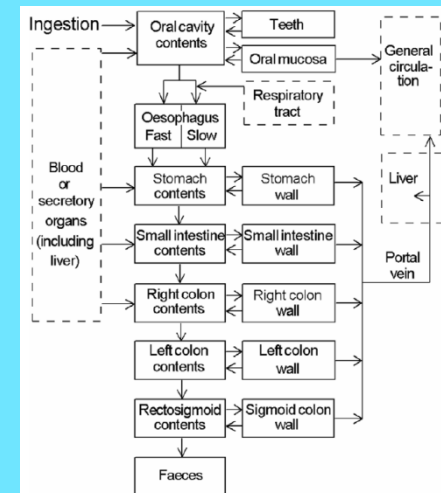 Ingestion
Oral cavity
contents
Teeth
Oral mucosa
General
circula-
tion
Respiratory
tract
Oesophagus
Fast
Slow
Blood
or
secretory
organs
(including
liver)
Stomach
contents
Stomach
wall
Liver
Small intestine
contents
Small intestine
wall
Portal
vein
Right colon
contents
Right colon
wall
Left colon
contents
Left colon
wall
Rectosigmoid
contents
Sigmoid colon
wall
Faeces